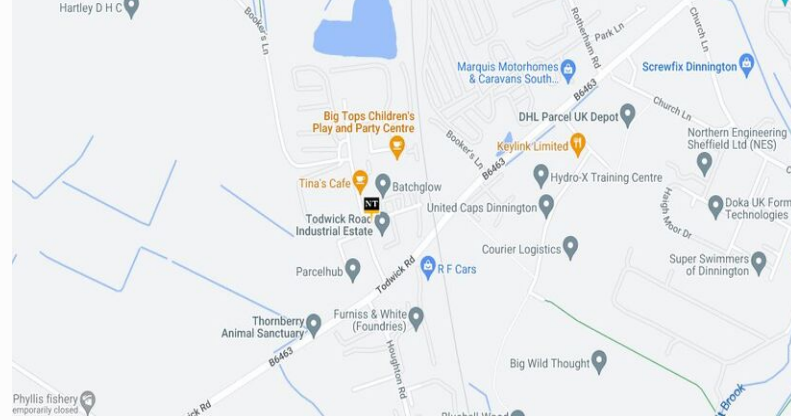 Hartley D H C
Booker's Ln
Rotherham Rd
Park Ln
Church Ln
Marquis Motorhomes
& Caravans South...
Screwfix Dinnington
B6463
Big Tops Children's
Play and Party Centre
DHL Parcel UK Depot
Church Ln
Booker's Ln
Keylink Limited
Northern Engineering
Sheffield Ltd (NES)
B6463
Tina's Cafe
Batchglow
Hydro-X Training Centre
NT
Todwick Road
Industrial Estate
United Caps Dinnington
Haigh Moor Dr
Doka UK Form
Technologies
Courier Logistics
Parcelhub
Todwick Rd
R F Cars
Super Swimmers
of Dinnington
Thornberry
Animal Sanctuary
Furniss & White
(Foundries)
B6463
Houghton Rd
Big Wild Thought
Phyllis fishery
emporarily closed
ick Rd
Brook